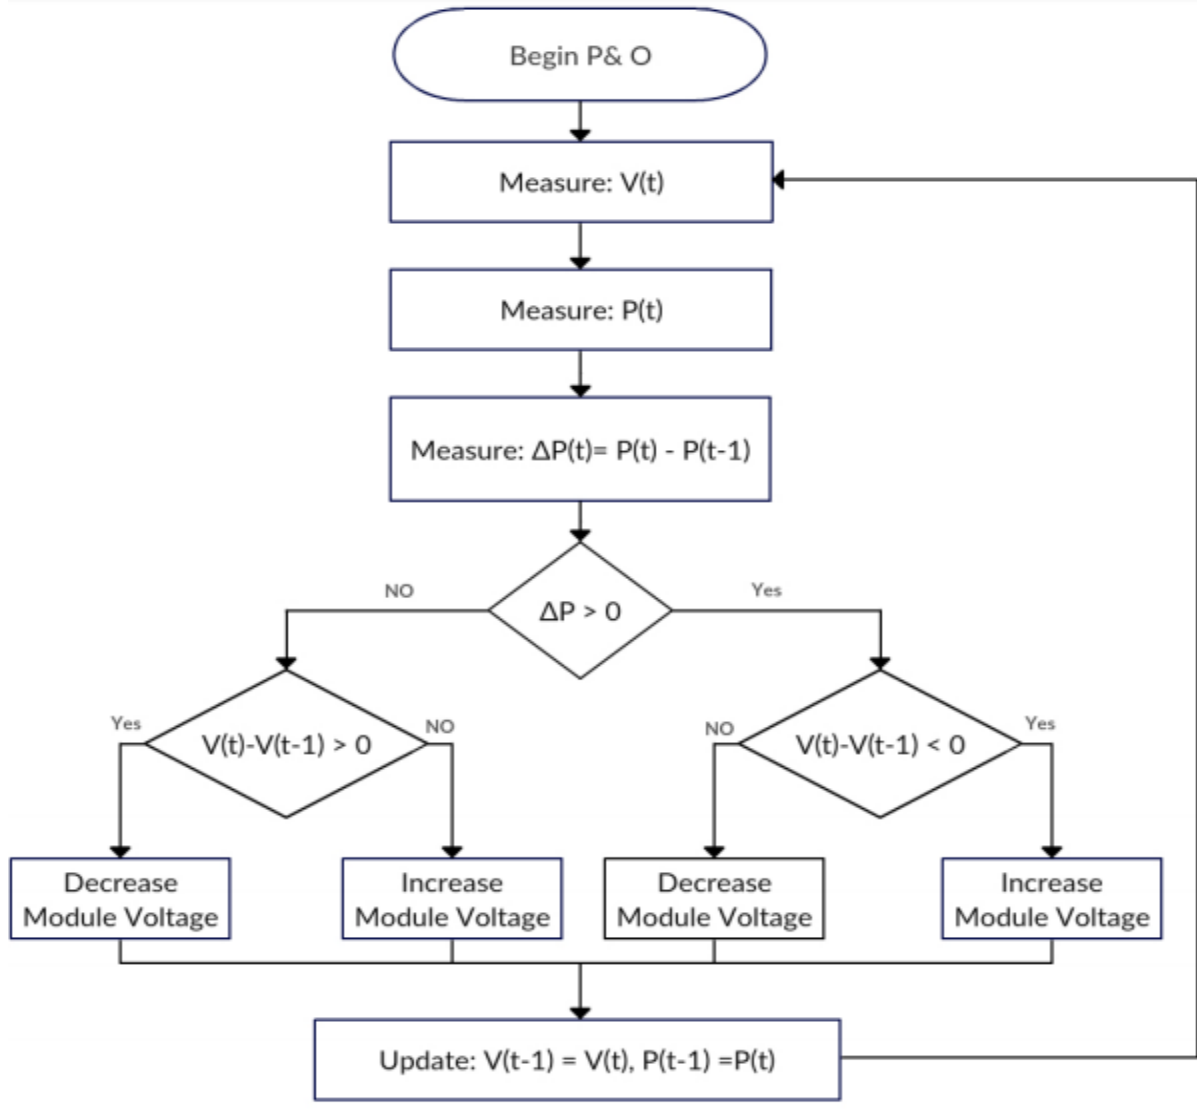 Begin P& O
Measure: V(t)
Measure: P(t)
Measure: ΔP(t)= P(t) - P(t-1)
NO
Yes
ΔP > 0
Yes
V(t)-V(t-1) > 0
NO
NO
V(t)-V(t-1) < 0
Yes
Decrease
Module Voltage
Increase
Module Voltage
Decrease
Module Voltage
Increase
Module Voltage
Update: V(t-1) = V(t), P(t-1) =P(t)